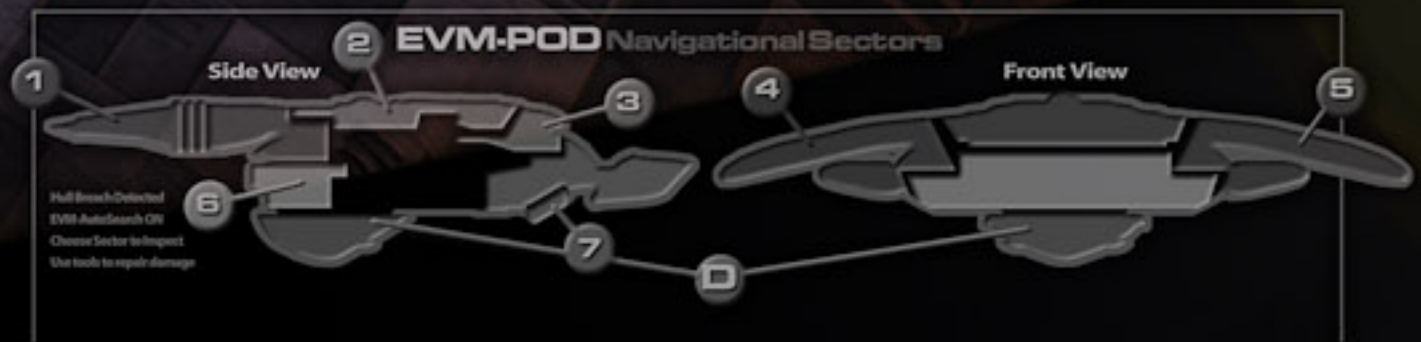 EVM-POD Navigational Sectors
Side View
Front View
1
2
3
4
5
6
7
D
Hull Breach Detected
EVM-AutoSearch ON
Choose Sector to Inspect
Use tools to repair damage